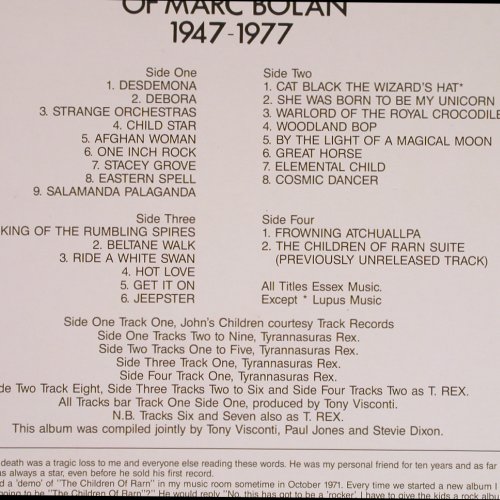 OF MARC BOLAN
1947-1977
Side One
1. DESDEMONA
2. DEBORA
3. STRANGE ORCHESTRAS
4. CHILD STAR
5. AFGHAN WOMAN
6. ONE INCH ROCK
7. STACEY GROVE
8. EASTERN SPELL
9. SALAMANDA PALAGANDA
Side Two
1. CAT BLACK THE WIZARD'S HAT*
2. SHE WAS BORN TO BE MY UNICORN
3. WARLORD OF THE ROYAL CROCODILE
4. WOODLAND BOP
5. BY THE LIGHT OF A MAGICAL MOON
6. GREAT HORSE
7. ELEMENTAL CHILD
8. COSMIC DANCER
Side Three
KING OF THE RUMBLING SPIRES
2. BELTANE WALK
3. RIDE A WHITE SWAN
4. HOT LOVE
5. GET IT ON
6. JEEPSTER
Side Four
1. FROWNING ATCHUALLPA
2. THE CHILDREN OF RARN SUITE
(PREVIOUSLY UNRELEASED TRACK)
All Titles Essex Music.
Except * Lupus Music
Side One Track One, John's Children courtesy Track Records
Side One Tracks Two to Nine, Tyrannasuras Rex.
Side Two Tracks One to Five, Tyrannasuras Rex.
Side Three Track One, Tyrannasuras Rex.
Side Four Track One, Tyrannasuras Rex.
de Two Track Eight, Side Three Tracks Two to Six and Side Four Tracks Two as T. REX.
All Tracks bar Track One Side One, produced by Tony Visconti.
N.B. Tracks Six and Seven also as T. REX.
This album was compiled jointly by Tony Visconti, Paul Jones and Stevie Dixon.
death was a tragic loss to me and everyone else reading these words. He was my personal friend for ten years and as far
as always a star, even before he sold his first record.
d a 'demo' of "The Children Of Rarn" in my music room sometime in October 1971. Every time we started a new album I
going to be "The Children Of Rarn"?" He would reply "No, this has got to be a 'rocker' I have to give the kids a rock alb